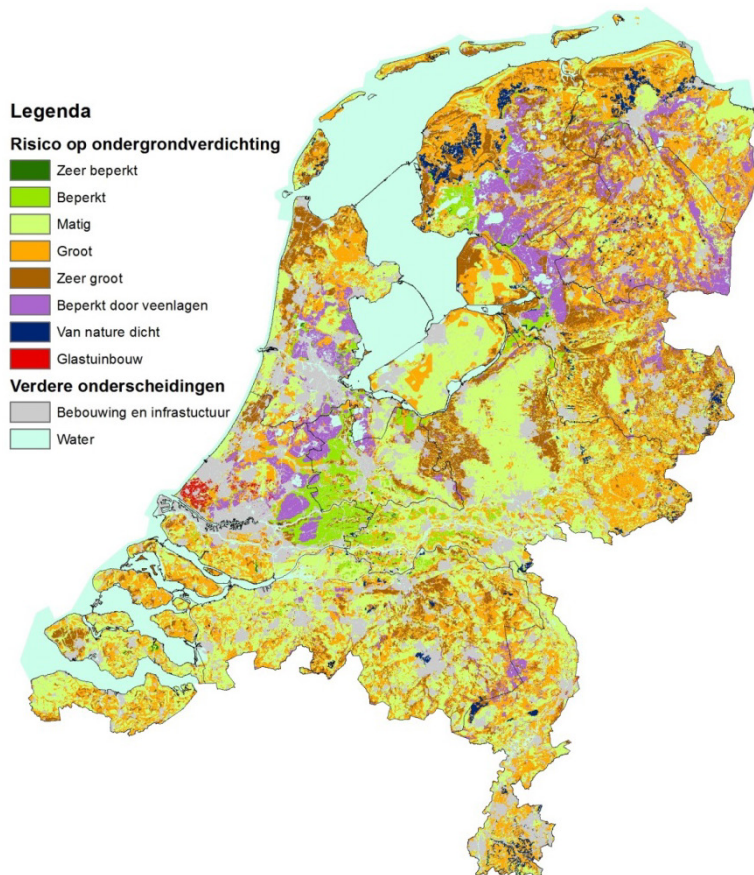 Legenda
Risico op ondergrondverdichting
Zeer beperkt
Beperkt
Matig
Groot
Zeer groot
Beperkt door veenlagen
Van nature dicht
Glastuinbouw
Verdere onderscheidingen
Bebouwing en infrastuctuur
Water